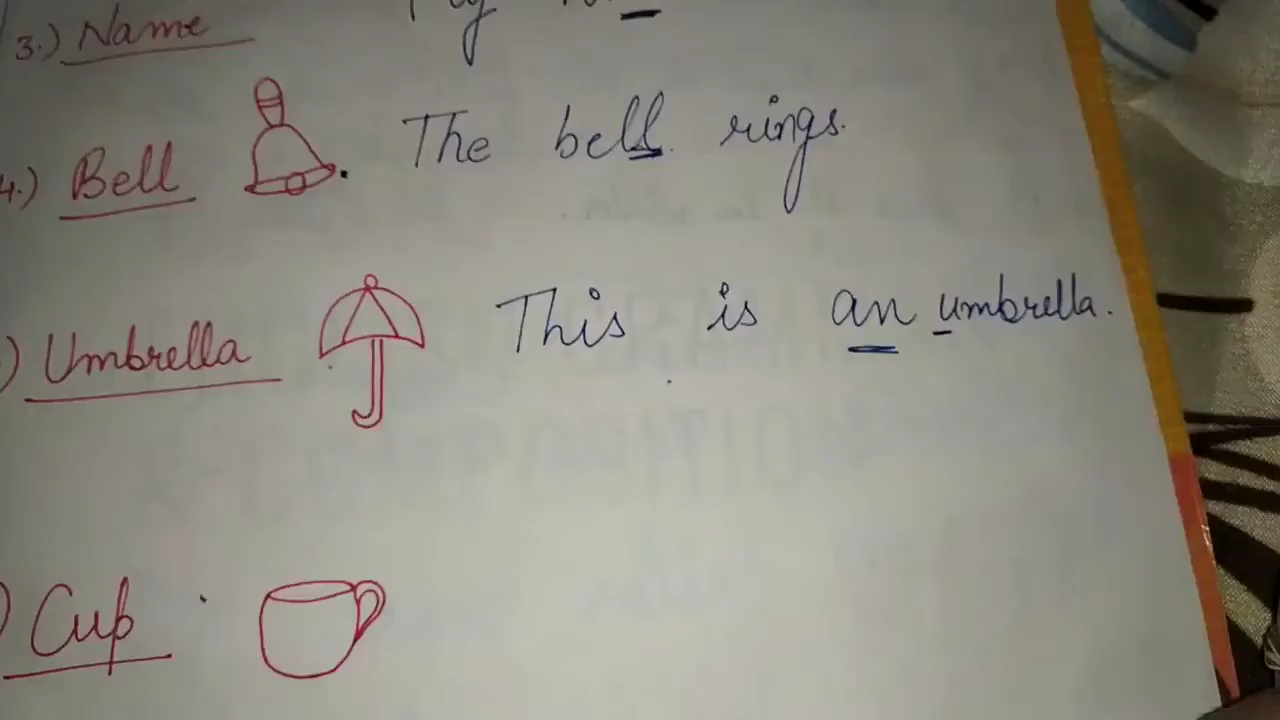 3.) Name
4.) Bell The bell rings.
) Umbrella This is an umbrella.
) Cup